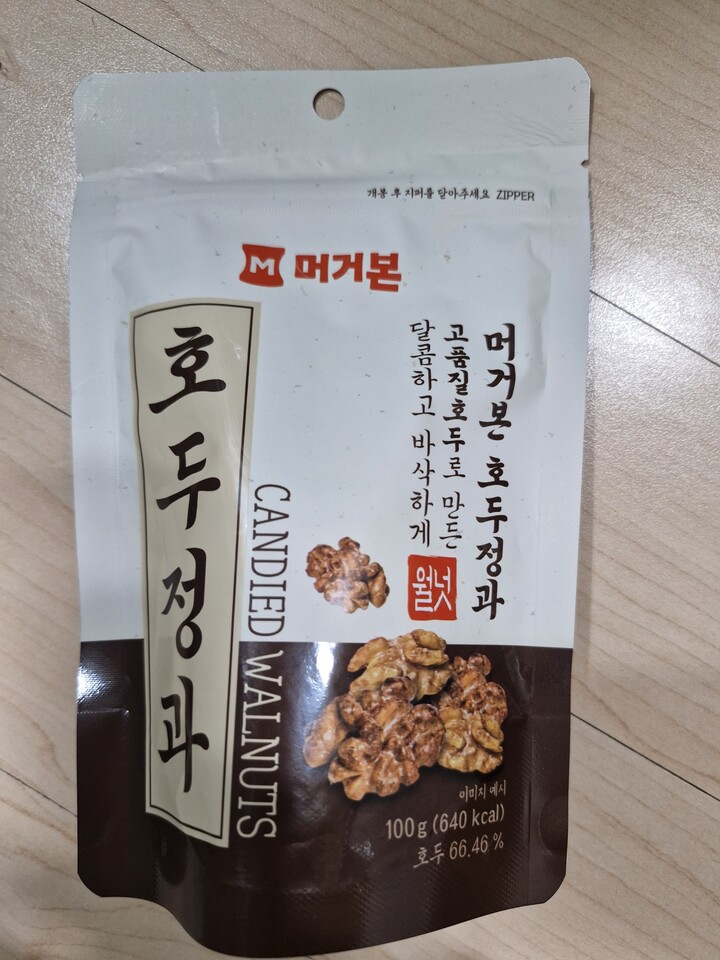 개봉 후 지퍼를 닫아주세요 ZIPPER
M 머거본
호두정과
CANDIED WALNUTS
머거본 호두정과
고품질호두로 만든
달콤하고 바삭하게
월넛
이미지 예시
100g (640 kcal)
호두 66.46 %